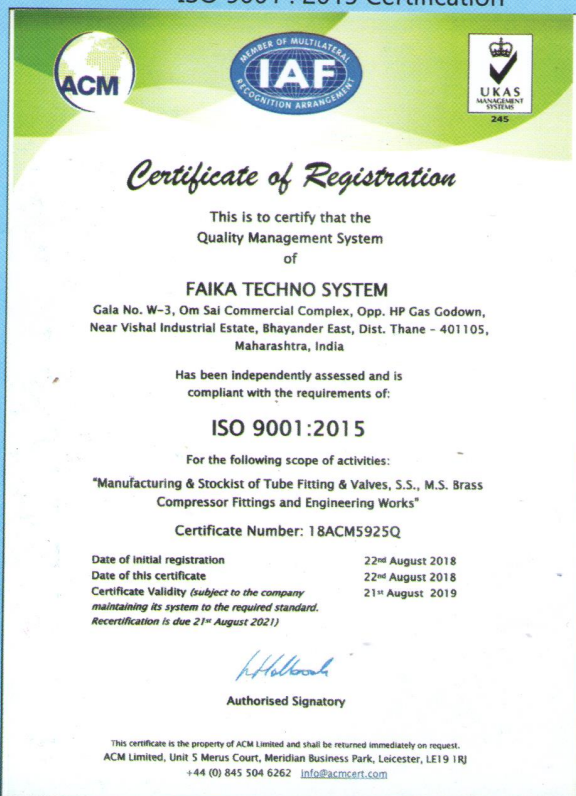 ISO 9001 : 2015 Certification
ACM
MEMBER OF MULTILATERAL
IAF
RECOGNITION ARRANGEMENT
UKAS
MANAGEMENT
SYSTEMS
245
Certificate of Registration
This is to certify that the
Quality Management System
of
FAIKA TECHNO SYSTEM
Gala No. W-3, Om Sai Commercial Complex, Opp. HP Gas Godown,
Near Vishal Industrial Estate, Bhayander East, Dist. Thane - 401105,
Maharashtra, India
Has been independently assessed and is
compliant with the requirements of:
ISO 9001:2015
For the following scope of activities:
"Manufacturing & Stockist of Tube Fitting & Valves, S.S., M.S. Brass
Compressor Fittings and Engineering Works"
Certificate Number: 18ACM5925Q
Date of initial registration 22nd August 2018
Date of this certificate 22nd August 2018
Certificate Validity (subject to the company 21st August 2019
maintaining its system to the required standard.
Recertification is due 21st August 2021)
Authorised Signatory
This certificate is the property of ACM Limited and shall be returned immediately on request.
ACM Limited, Unit 5 Merus Court, Meridian Business Park, Leicester, LE19 1RJ
+44 (0) 845 504 6262 info@acmcert.com